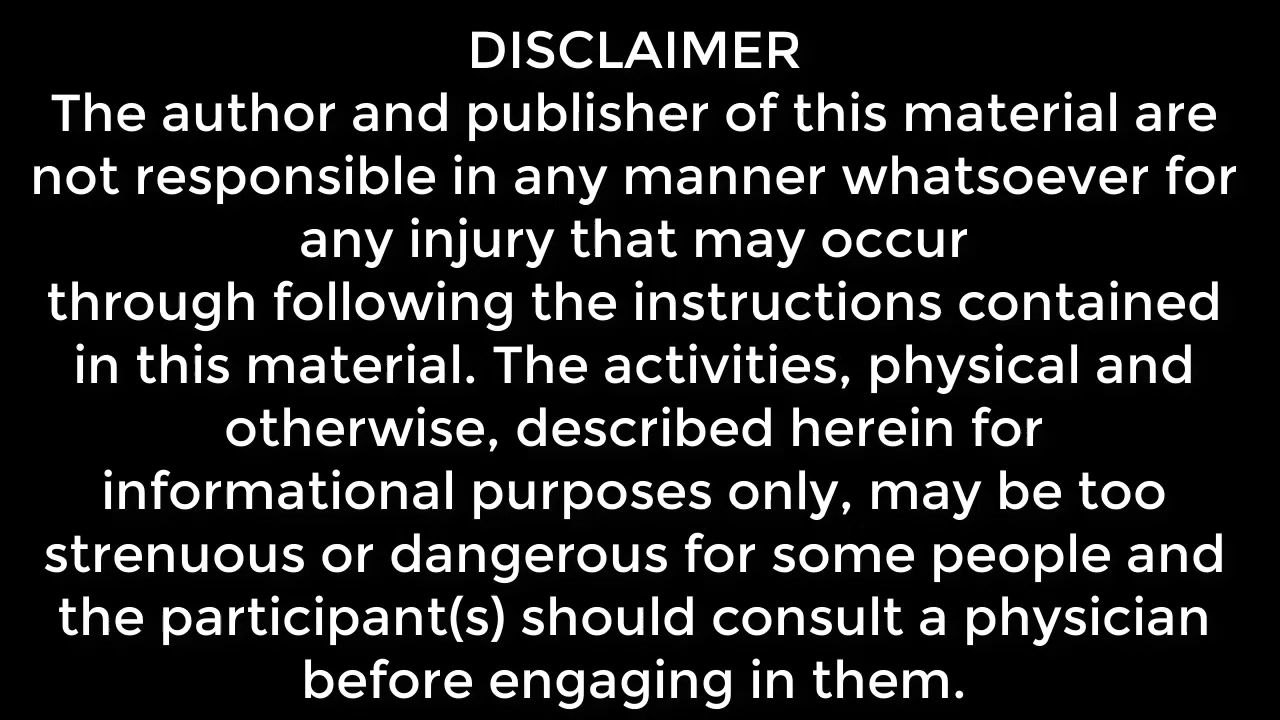 DISCLAIMER
The author and publisher of this material are
not responsible in any manner whatsoever for
any injury that may occur
through following the instructions contained
in this material. The activities, physical and
otherwise, described herein for
informational purposes only, may be too
strenuous or dangerous for some people and
the participant(s) should consult a physician
before engaging in them.